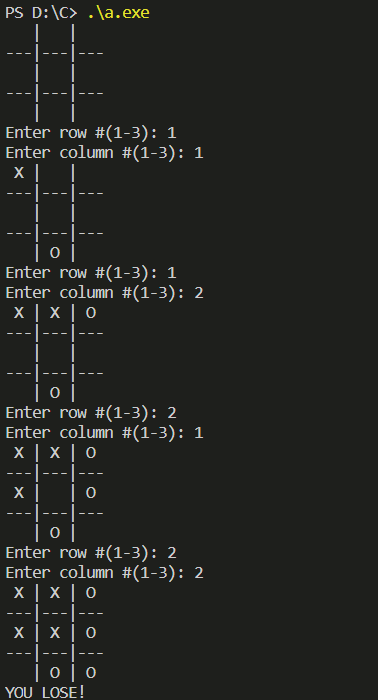 PS D:\C> .\a.exe
   |   |
---|---|---
   |   |
---|---|---
   |   |
Enter row #(1-3): 1
Enter column #(1-3): 1
 X |   |
---|---|---
   |   |
---|---|---
   | O |
Enter row #(1-3): 1
Enter column #(1-3): 2
 X | X | O
---|---|---
   |   |
---|---|---
   | O |
Enter row #(1-3): 2
Enter column #(1-3): 1
 X | X | O
---|---|---
 X |   | O
---|---|---
   | O |
Enter row #(1-3): 2
Enter column #(1-3): 2
 X | X | O
---|---|---
 X | X | O
---|---|---
   | O | O
YOU LOSE!